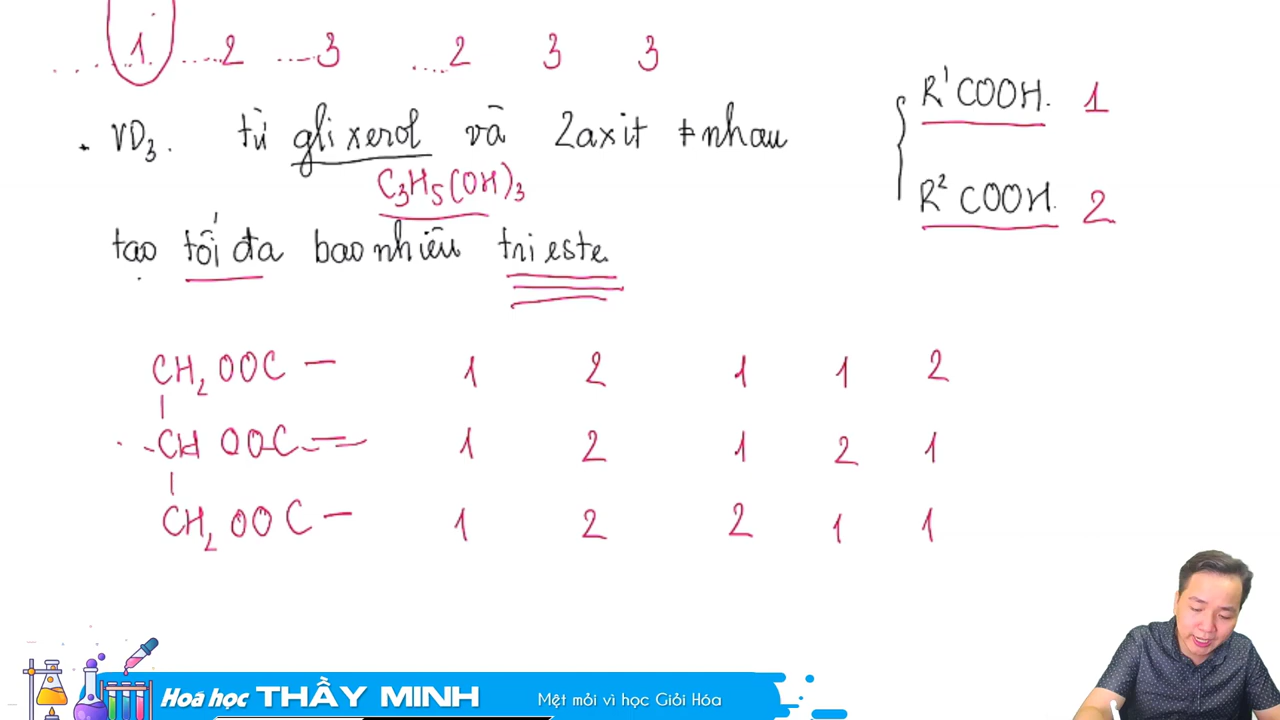 1 2 3 2 3 3
. VD3. từ glixerol và 2axit ≠nhau
C3H5(OH)3
tạo tối đa bao nhiêu trieste
R¹COOH. 1
R²COOH. 2
CH2OOC— 1 2 1 1 2
CHOOC— 1 2 1 2 1
CH2OOC— 1 2 2 1 1
Hoá học THẦY MINH
Mệt mỏi vì học Giỏi Hóa